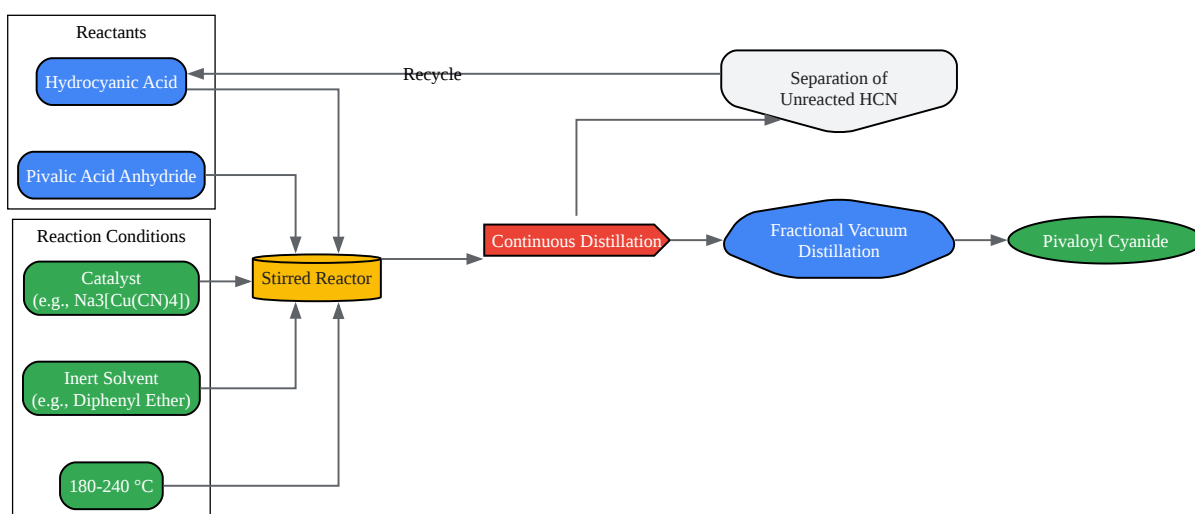 Reactants
Hydrocyanic Acid
Pivalic Acid Anhydride
Recycle
Separation of
Unreacted HCN
Reaction Conditions
Catalyst
(e.g., Na3[Cu(CN)4])
Inert Solvent
(e.g., Diphenyl Ether)
180-240 °C
Stirred Reactor
Continuous Distillation
Fractional Vacuum
Distillation
Pivaloyl Cyanide